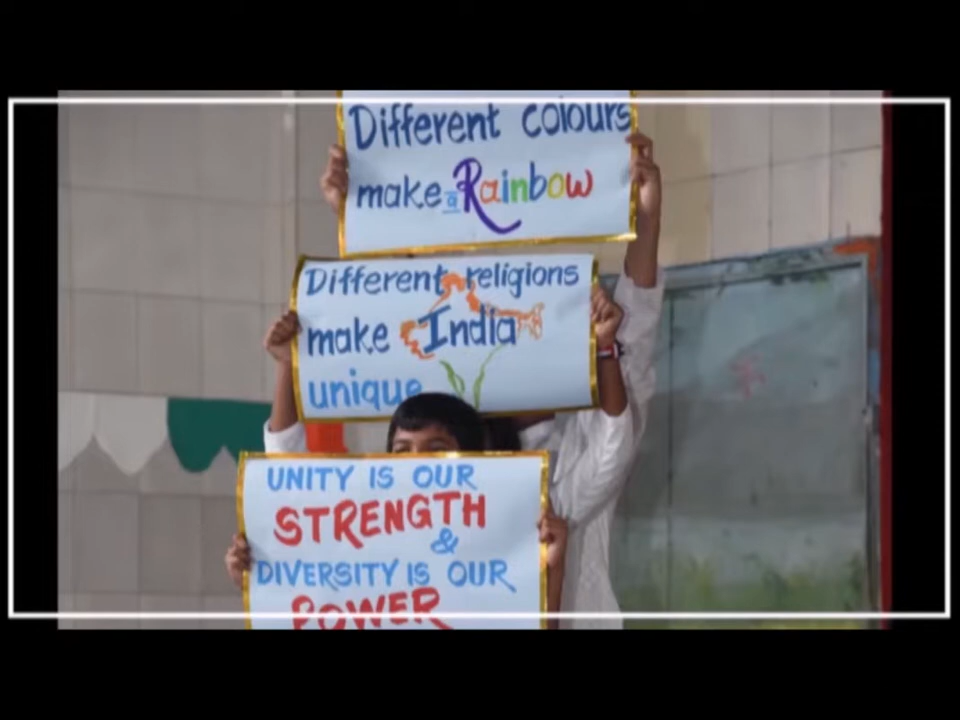 Different colours
make a Rainbow
Different religions
make India
unique
UNITY IS OUR
STRENGTH
&
DIVERSITY IS OUR
POWER